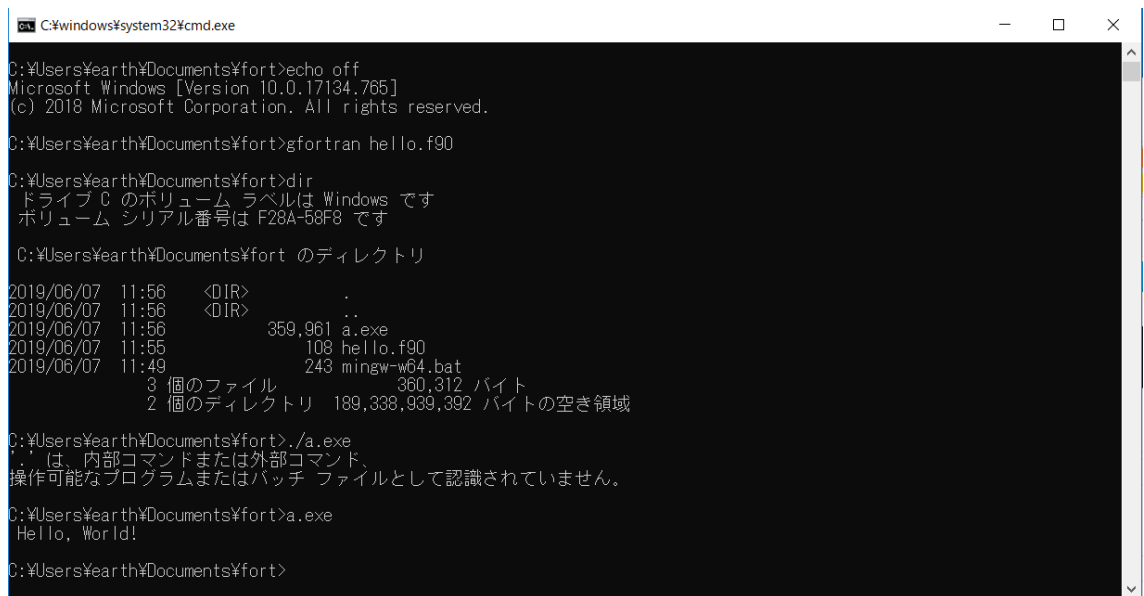 C:¥windows¥system32¥cmd.exe
C:¥Users¥earth¥Documents¥fort>echo off
Microsoft Windows [Version 10.0.17134.765]
(c) 2018 Microsoft Corporation. All rights reserved.
C:¥Users¥earth¥Documents¥fort>gfortran hello.f90
C:¥Users¥earth¥Documents¥fort>dir
ドライブ C のボリューム ラベルは Windows です
ボリューム シリアル番号は F28A-58F8 です
C:¥Users¥earth¥Documents¥fort のディレクトリ
2019/06/07 11:56 <DIR> .
2019/06/07 11:56 <DIR> ..
2019/06/07 11:56 359,961 a.exe
2019/06/07 11:55 108 hello.f90
2019/06/07 11:49 243 mingw-w64.bat
3 個のファイル 360,312 バイト
2 個のディレクトリ 189,338,939,392 バイトの空き領域
C:¥Users¥earth¥Documents¥fort>./a.exe
'.' は、内部コマンドまたは外部コマンド、
操作可能なプログラムまたはバッチ ファイルとして認識されていません。
C:¥Users¥earth¥Documents¥fort>a.exe
Hello, World!
C:¥Users¥earth¥Documents¥fort>